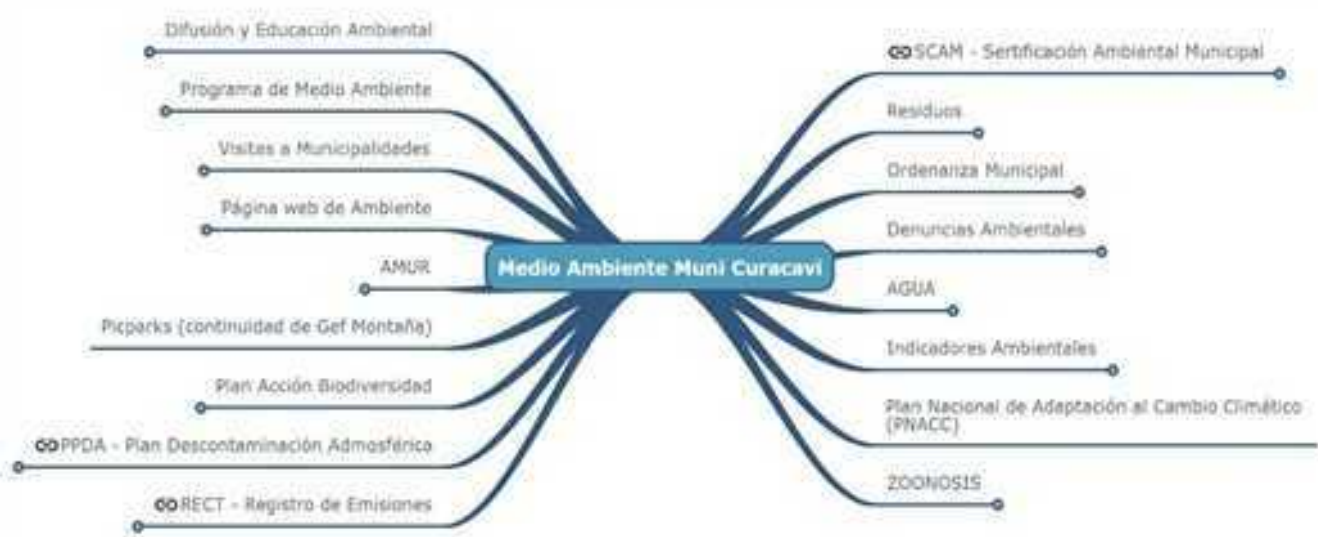 Difusión y Educación Ambiental
Programa de Medio Ambiente
Visitas a Municipalidades
Página web de Ambiente
AMUR
Picparks (continuidad de Gef Montaña)
Plan Acción Biodiversidad
PPDA - Plan Descontaminación Admosférica
RECT - Registro de Emisiones
Medio Ambiente Muni Curacaví
SCAM - Sertificación Ambiental Municipal
Residuos
Ordenanza Municipal
Denuncias Ambientales
AGUA
Indicadores Ambientales
Plan Nacional de Adaptación al Cambio Climático
(PNACC)
ZOONOSIS